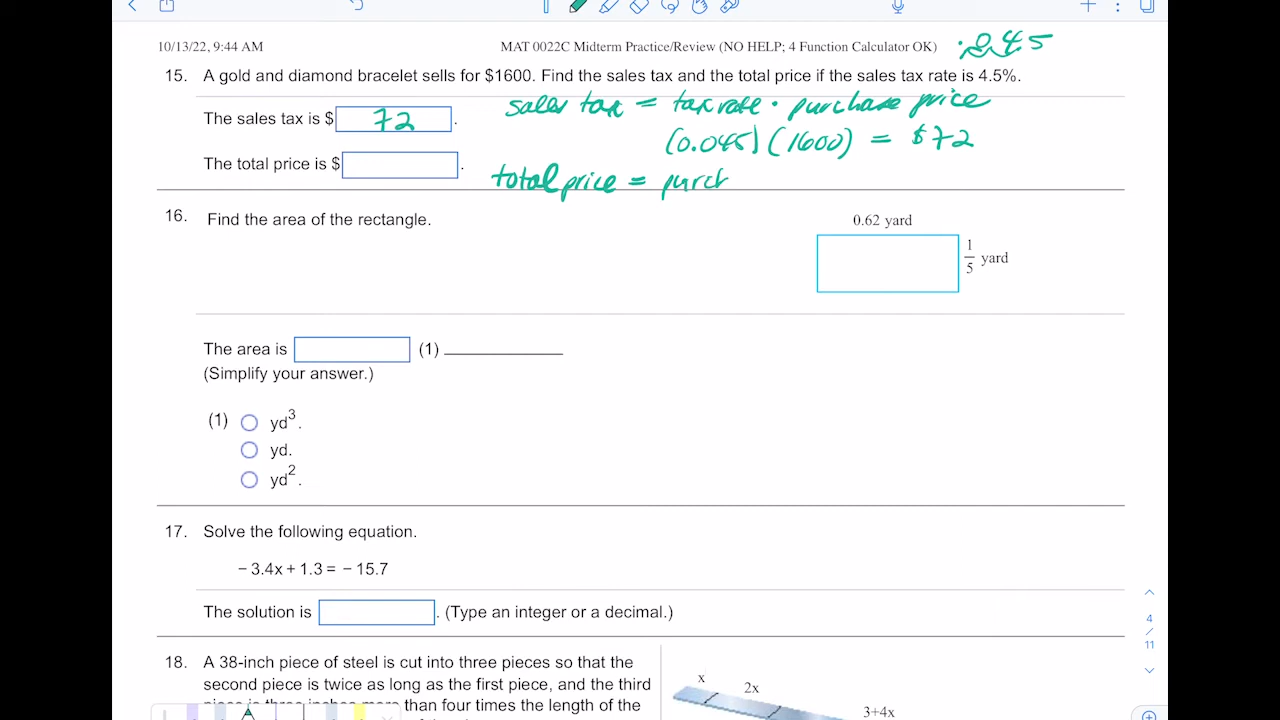 10/13/22, 9:44 AM MAT 0022C Midterm Practice/Review (NO HELP; 4 Function Calculator OK)
15. A gold and diamond bracelet sells for $1600. Find the sales tax and the total price if the sales tax rate is 4.5%.
sales tax = tax rate · purchase price
The sales tax is $ 72 .
(0.045) (1600) = $72
The total price is $ .
total price = purch
16. Find the area of the rectangle.
0.62 yard
1/5 yard
The area is (1)
(Simplify your answer.)
(1) yd³.
yd.
yd².
17. Solve the following equation.
− 3.4x + 1.3 = − 15.7
The solution is . (Type an integer or a decimal.)
18. A 38-inch piece of steel is cut into three pieces so that the
second piece is twice as long as the first piece, and the third
than four times the length of the
x
2x
3+4x
4
/
11